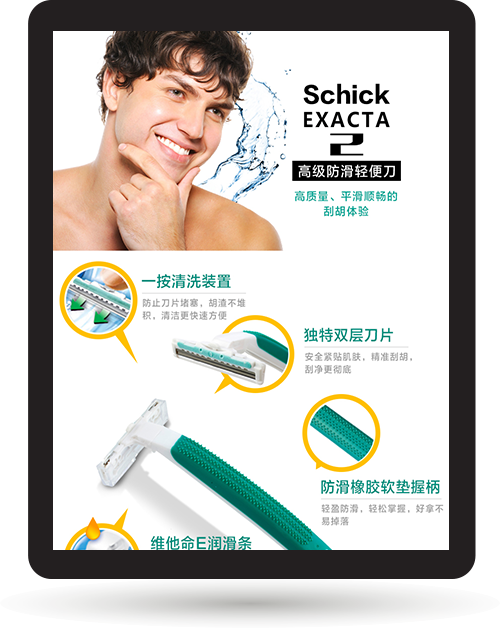 Schick
EXACTA
2
高级防滑轻便刀
高质量、平滑顺畅的
刮胡体验
一按清洗装置
防止刀片堵塞，胡渣不堆
积，清洁更快速方便
独特双层刀片
安全紧贴肌肤，精准刮胡，
刮净更彻底
防滑橡胶软垫握柄
轻盈防滑，轻松掌握，好拿不
易掉落
维他命E润滑条